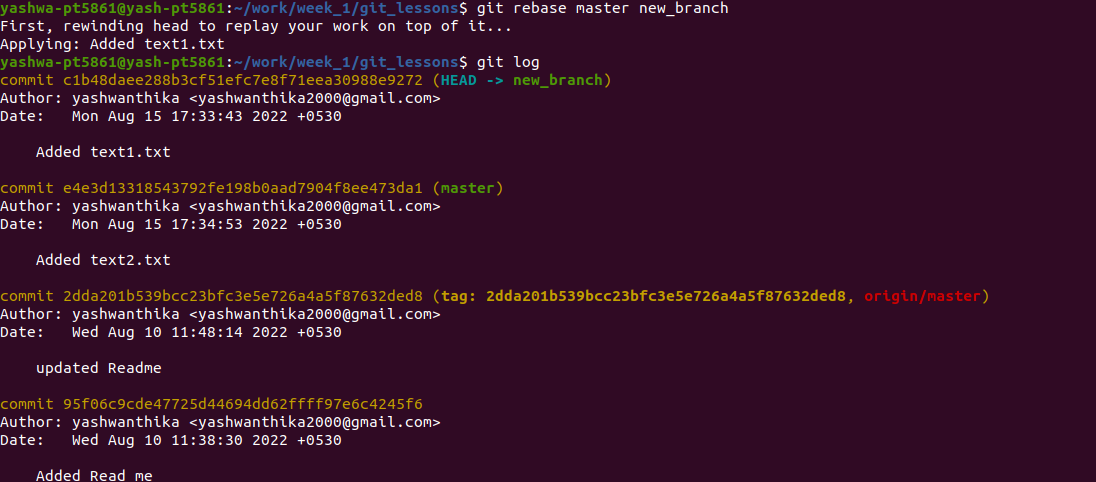 yashwa-pt5861@yash-pt5861:~/work/week_1/git_lessons$ git rebase master new_branch
First, rewinding head to replay your work on top of it...
Applying: Added text1.txt
yashwa-pt5861@yash-pt5861:~/work/week_1/git_lessons$ git log
commit c1b48daee288b3cf51efc7e8f71eea30988e9272 (HEAD -> new_branch)
Author: yashwanthika <yashwanthika2000@gmail.com>
Date:   Mon Aug 15 17:33:43 2022 +0530
    Added text1.txt
commit e4e3d13318543792fe198b0aad7904f8ee473da1 (master)
Author: yashwanthika <yashwanthika2000@gmail.com>
Date:   Mon Aug 15 17:34:53 2022 +0530
    Added text2.txt
commit 2dda201b539bcc23bfc3e5e726a4a5f87632ded8 (tag: 2dda201b539bcc23bfc3e5e726a4a5f87632ded8, origin/master)
Author: yashwanthika <yashwanthika2000@gmail.com>
Date:   Wed Aug 10 11:48:14 2022 +0530
    updated Readme
commit 95f06c9cde47725d44694dd62ffff97e6c4245f6
Author: yashwanthika <yashwanthika2000@gmail.com>
Date:   Wed Aug 10 11:38:30 2022 +0530
    Added Read me